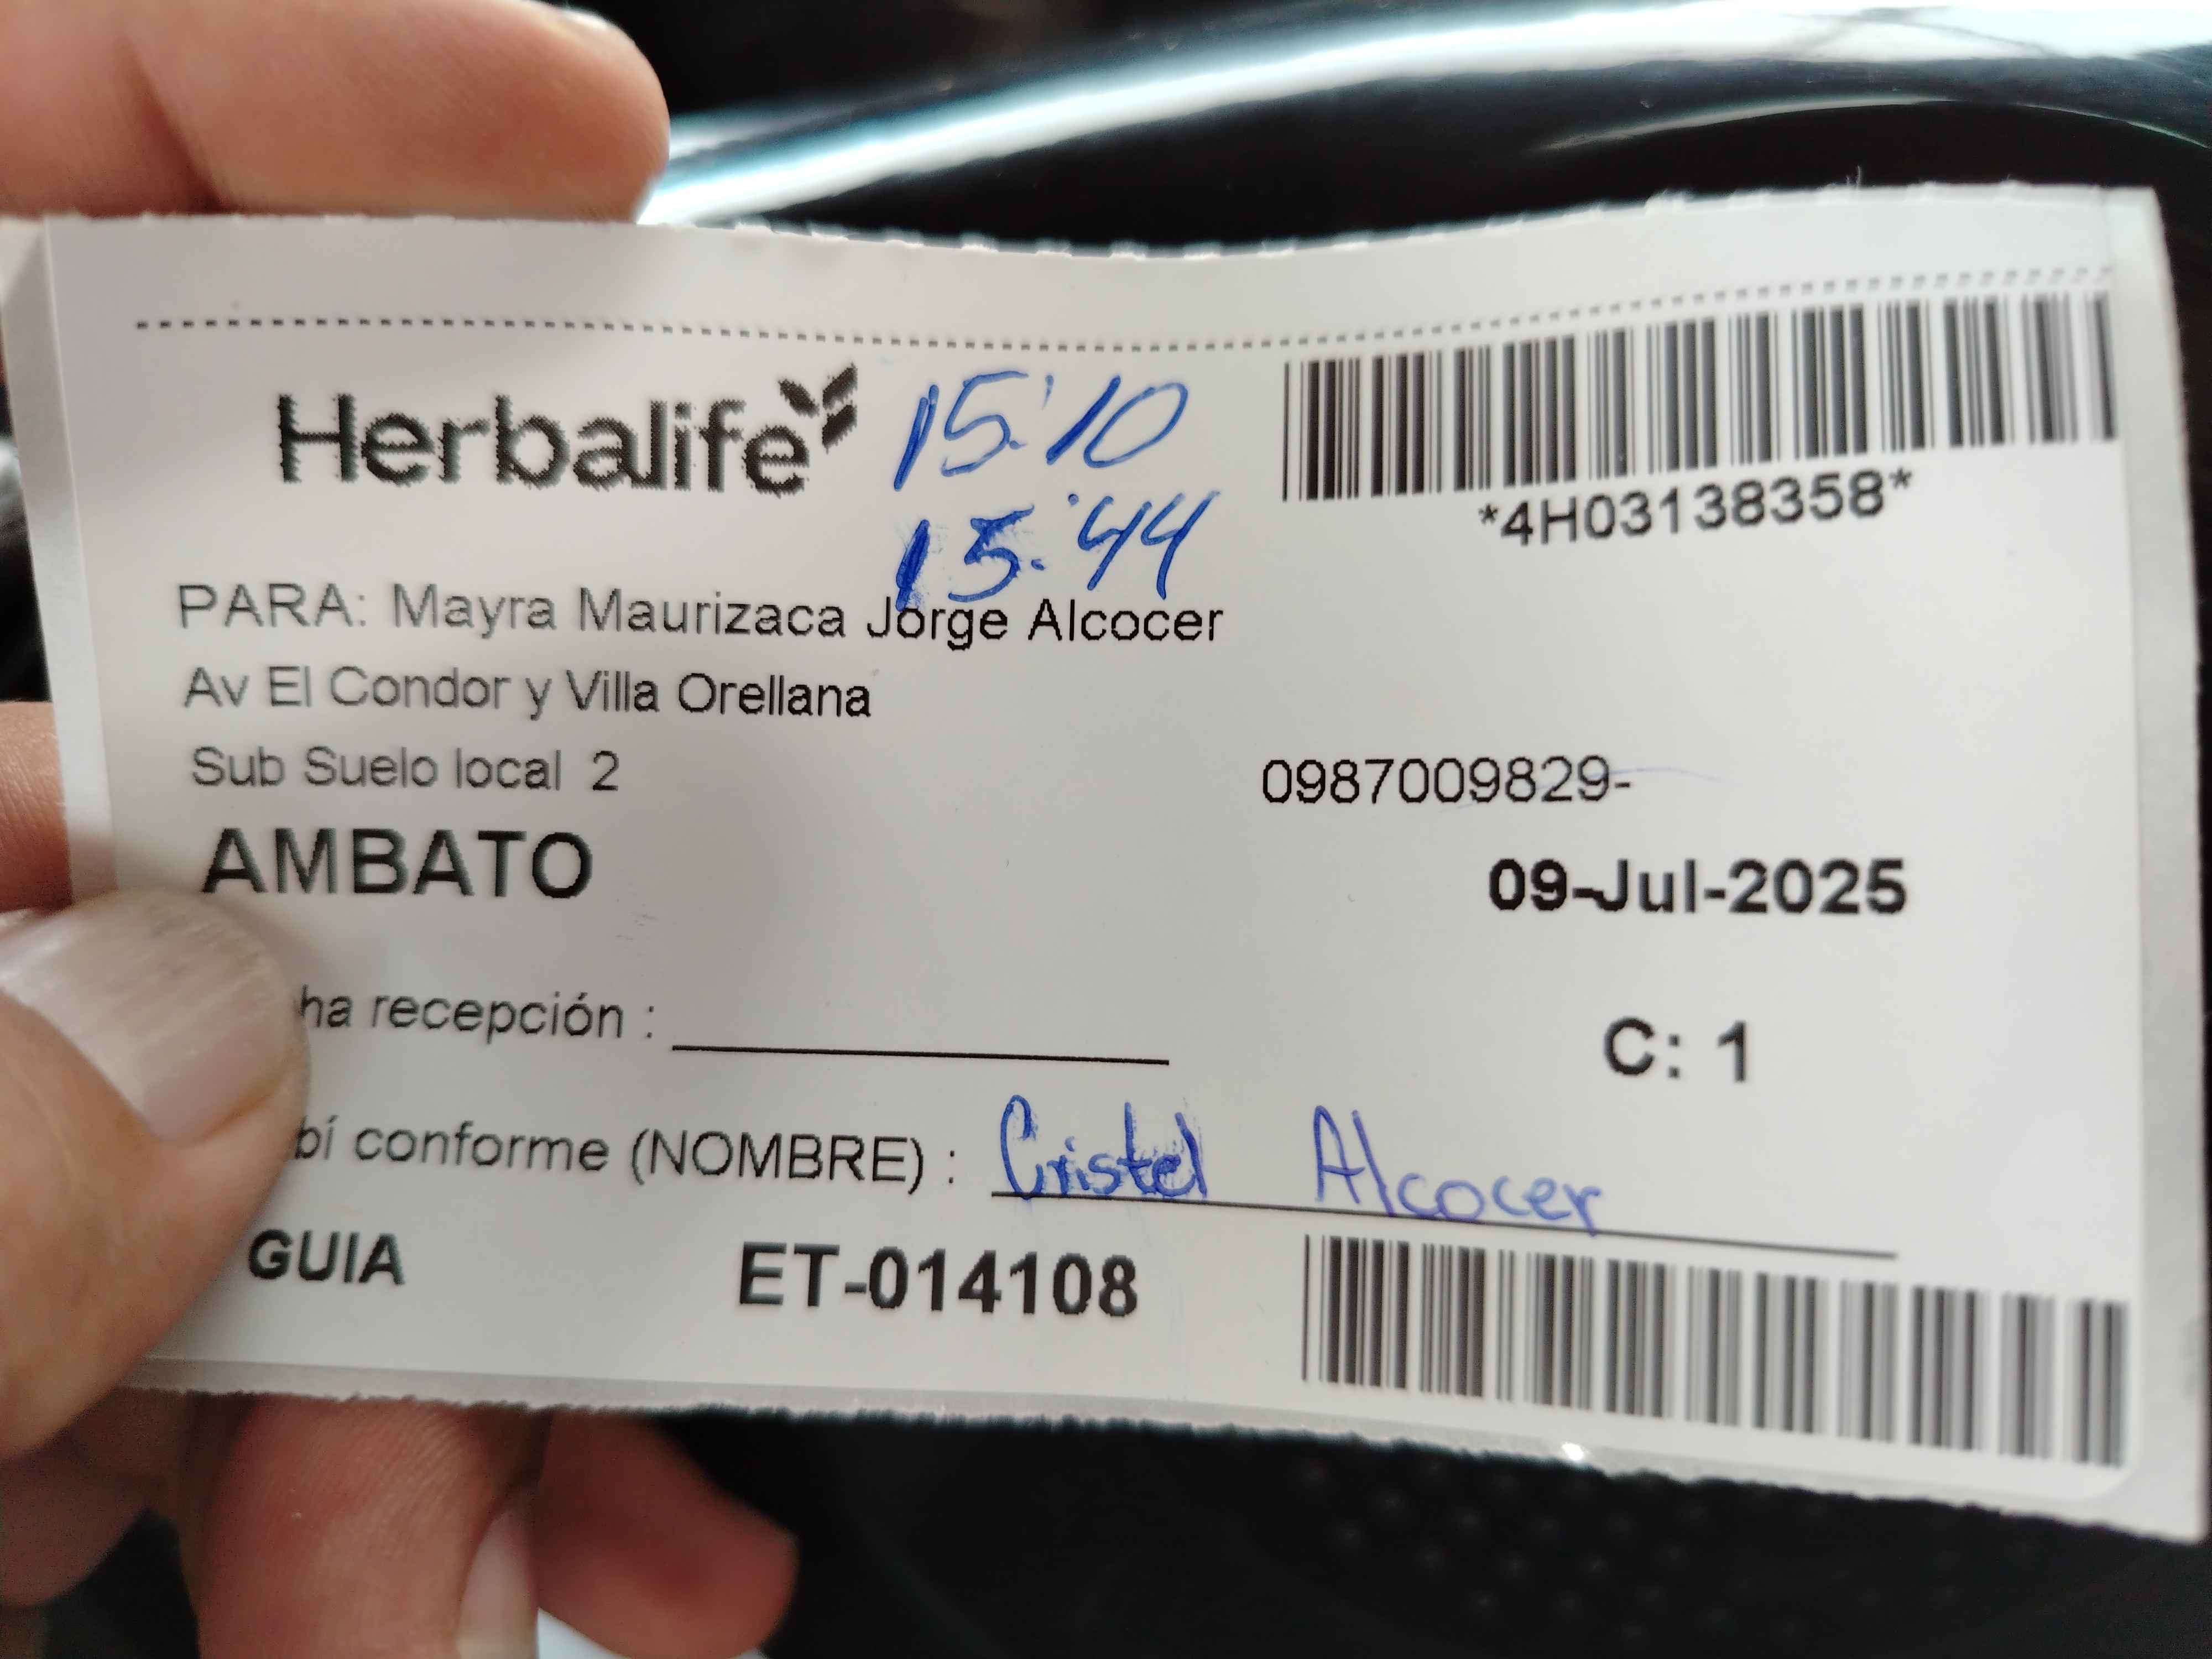 Herbalife 15:10
15:44
*4H03138358*
PARA: Mayra Maurizaca Jorge Alcocer
Av El Condor y Villa Orellana
Sub Suelo local 2 0987009829-
AMBATO 09-Jul-2025
ha recepción :
C: 1
bí conforme (NOMBRE) : Cristel Alcocer
GUIA ET-014108